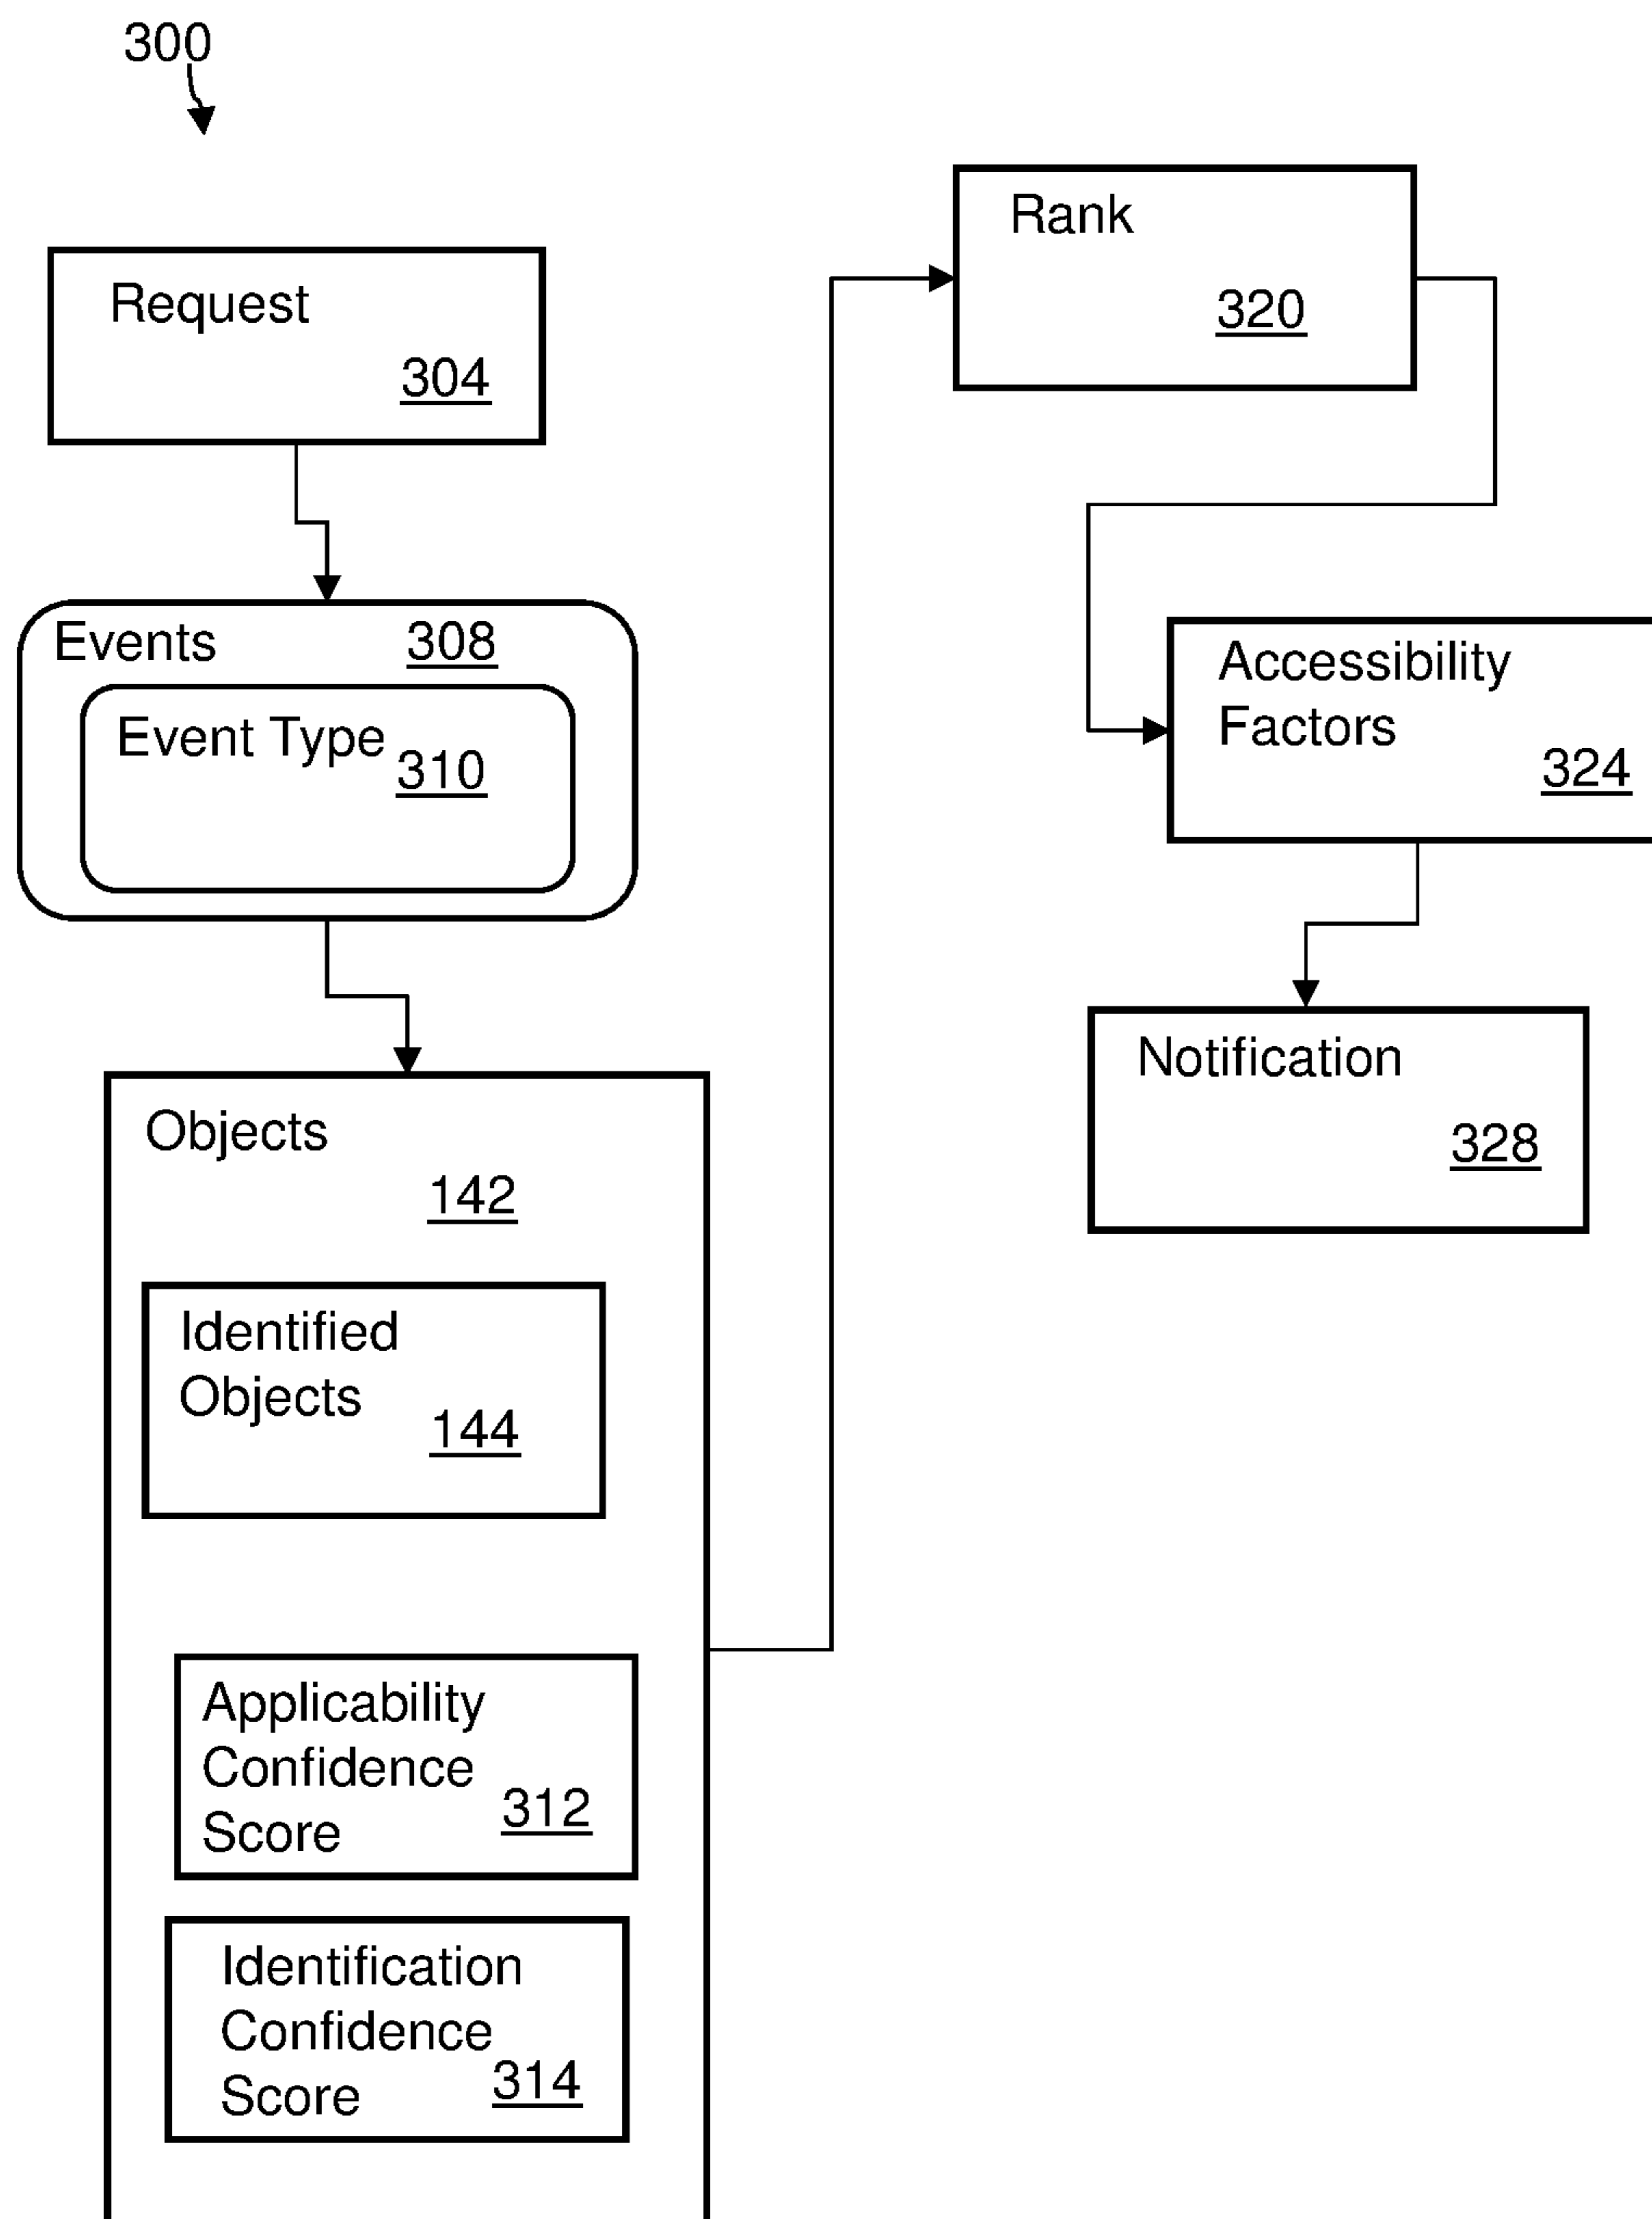 300
Request
304
Events 308
Event Type 310
Objects
142
Identified
Objects
144
Applicability
Confidence
Score 312
Identification
Confidence
Score 314
Rank
320
Accessibility
Factors
324
Notification
328